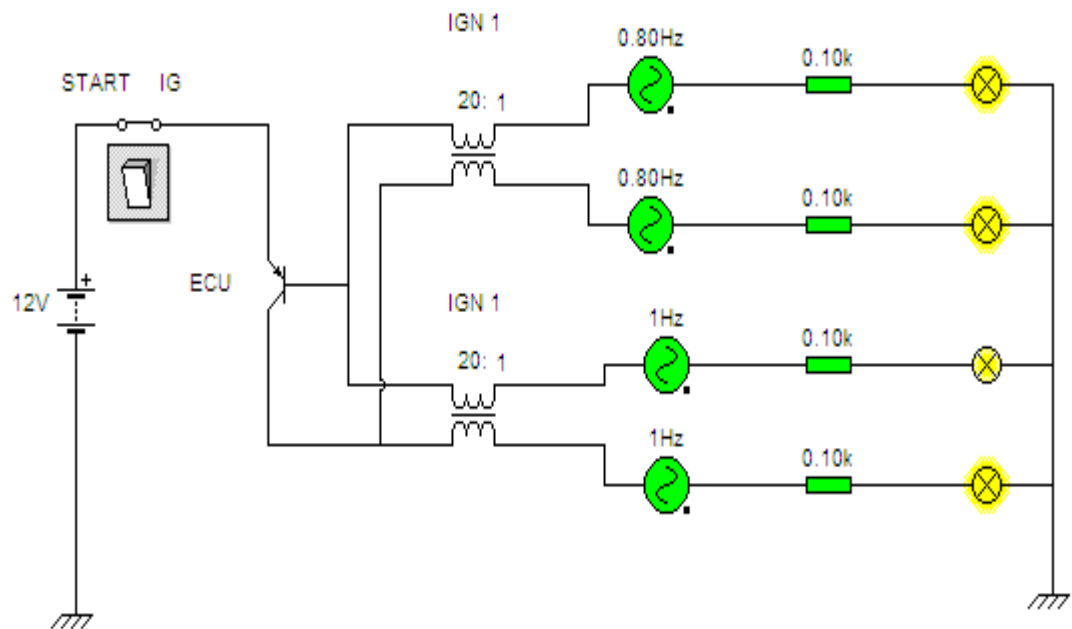 IGN 1
0.80Hz
0.10k
START IG
20: 1
0.80Hz
0.10k
ECU
12V
+
IGN 1
1Hz
0.10k
20: 1
1Hz
0.10k